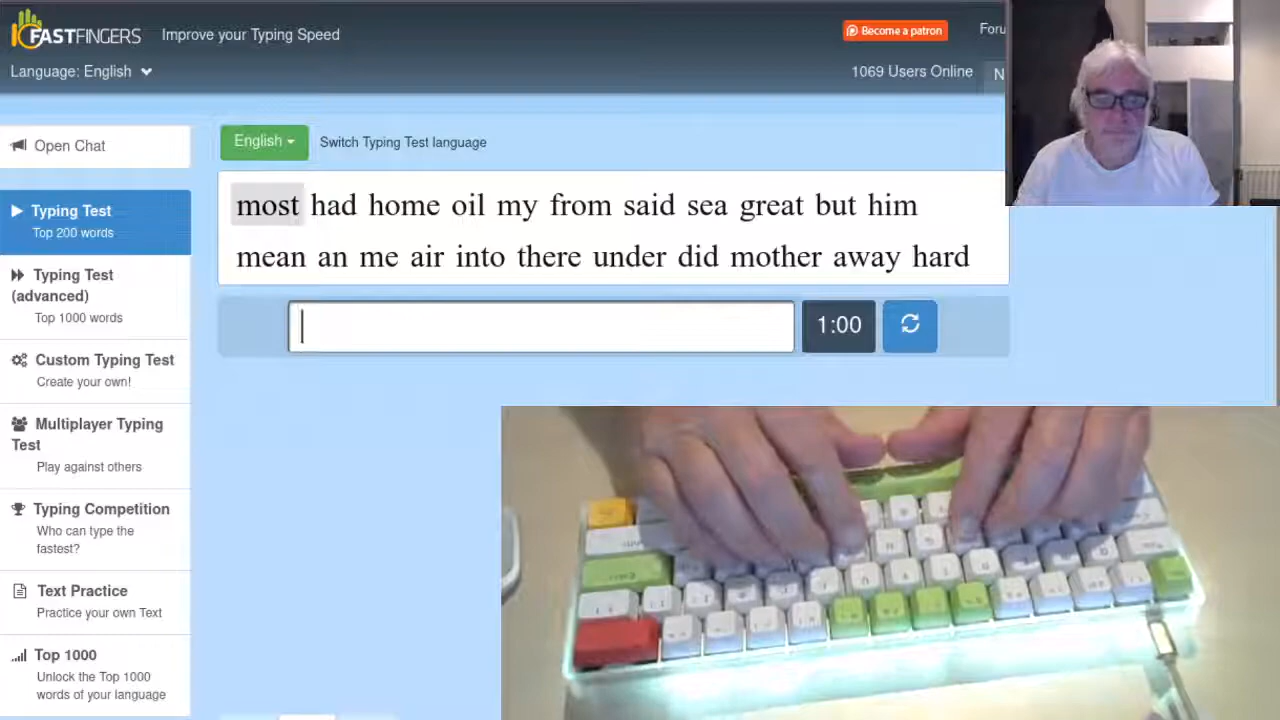 10FASTFINGERS
Improve your Typing Speed
Become a patron
Foru
Language: English
1069 Users Online
N
Open Chat
English
Switch Typing Test language
Typing Test
Top 200 words
most had home oil my from said sea great but him
mean an me air into there under did mother away hard
Typing Test
(advanced)
Top 1000 words
1:00
Custom Typing Test
Create your own!
Multiplayer Typing
Test
Play against others
Typing Competition
Who can type the
fastest?
Text Practice
Practice your own Text
Top 1000
Unlock the Top 1000
words of your language